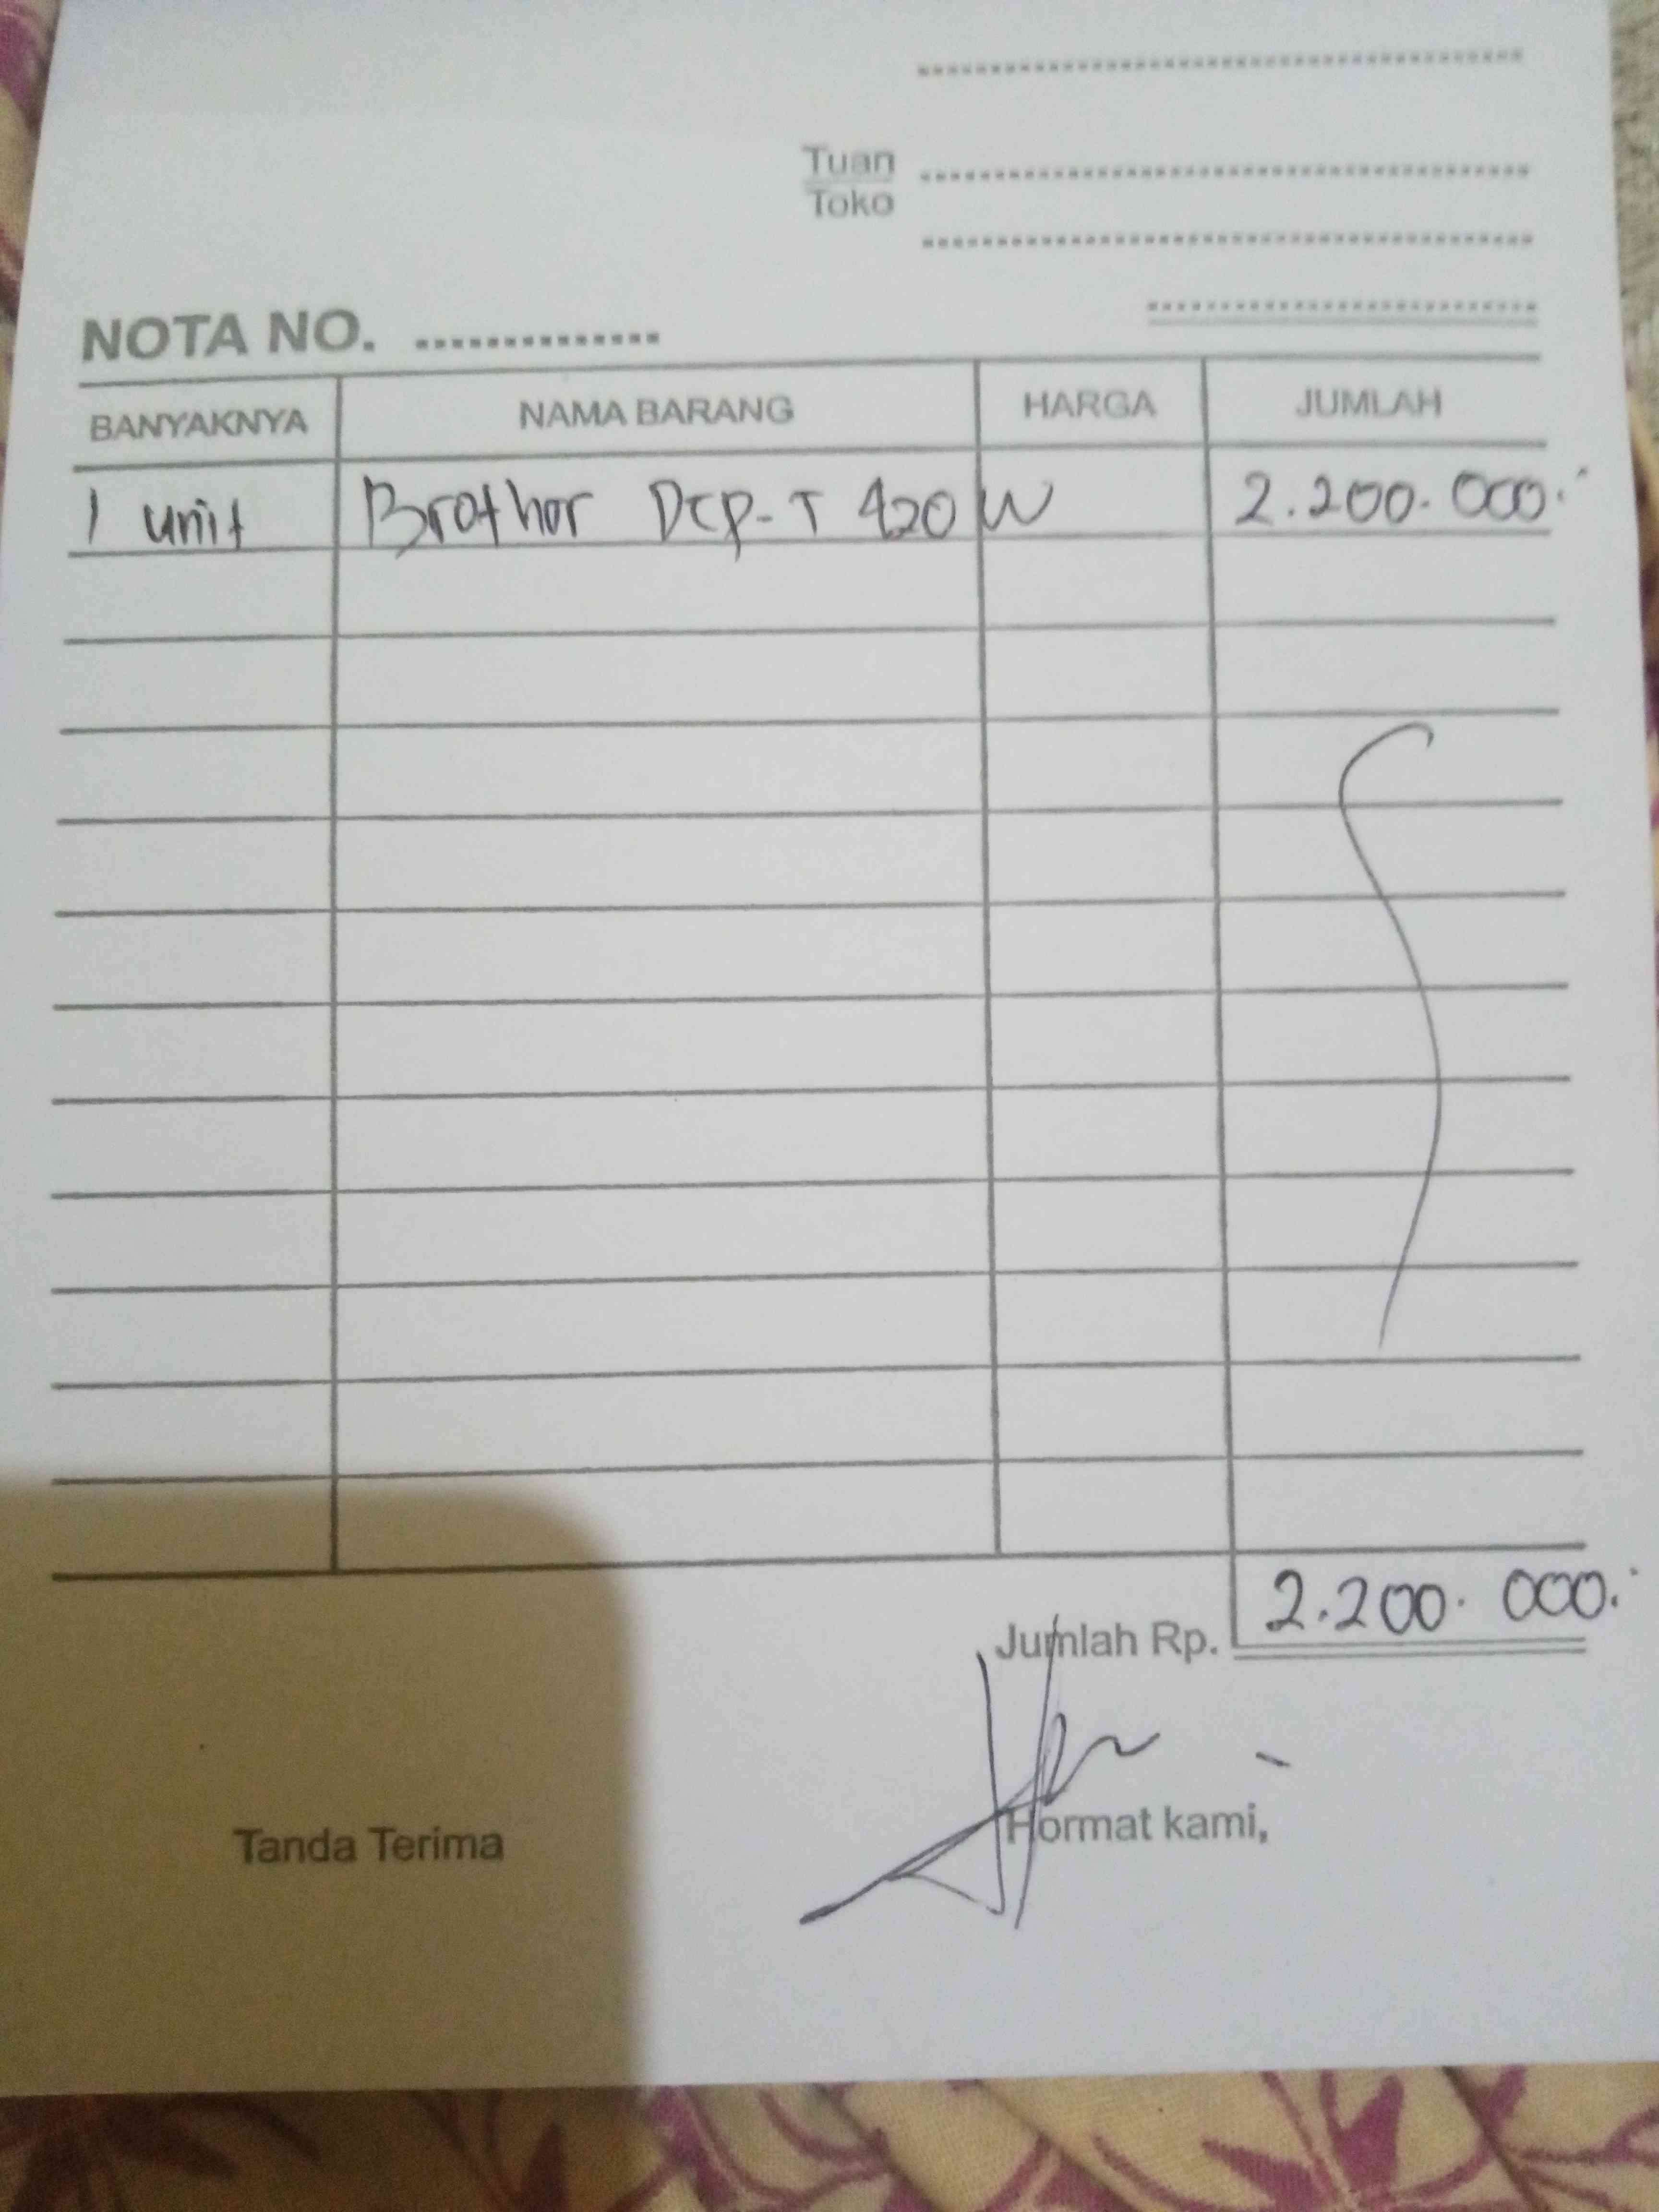 Tuan
Toko
NOTA NO. ..............
BANYAKNYA NAMA BARANG HARGA JUMLAH
1 unit Brother DCP-T 420 W 2.200.000.-
Jumlah Rp. 2.200.000.-
Tanda Terima Hormat kami,